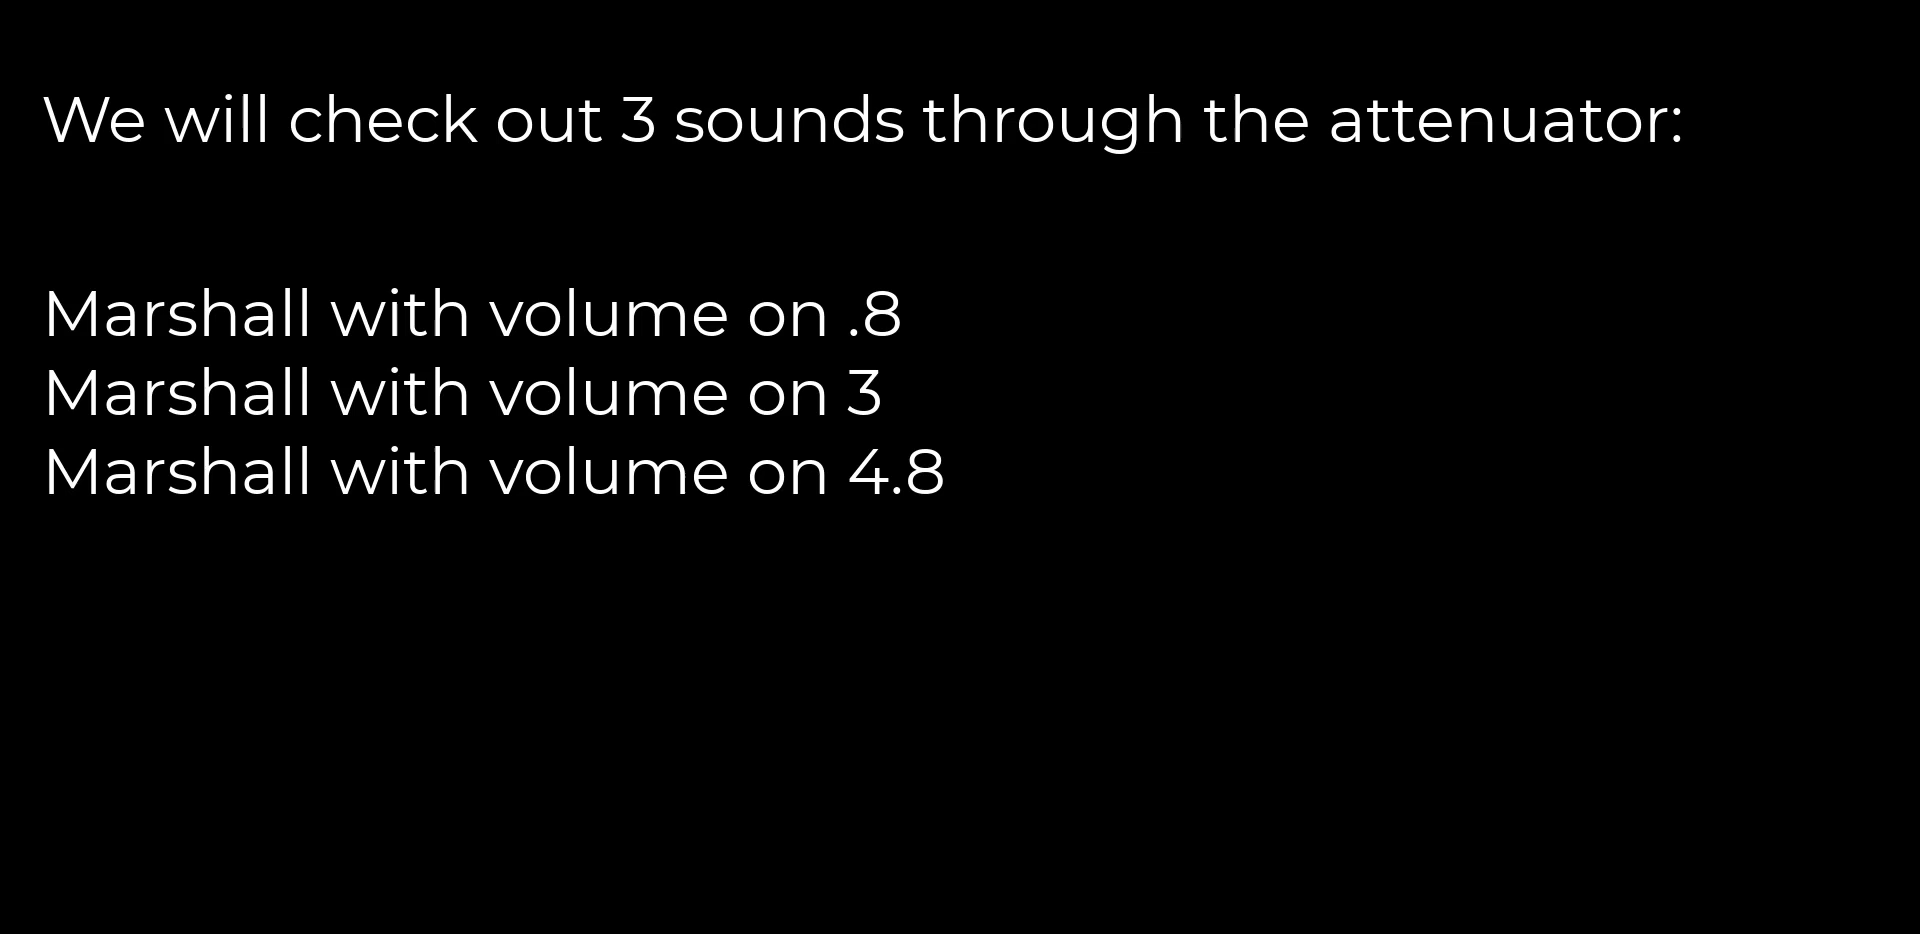 We will check out 3 sounds through the attenuator:
Marshall with volume on .8
Marshall with volume on 3
Marshall with volume on 4.8